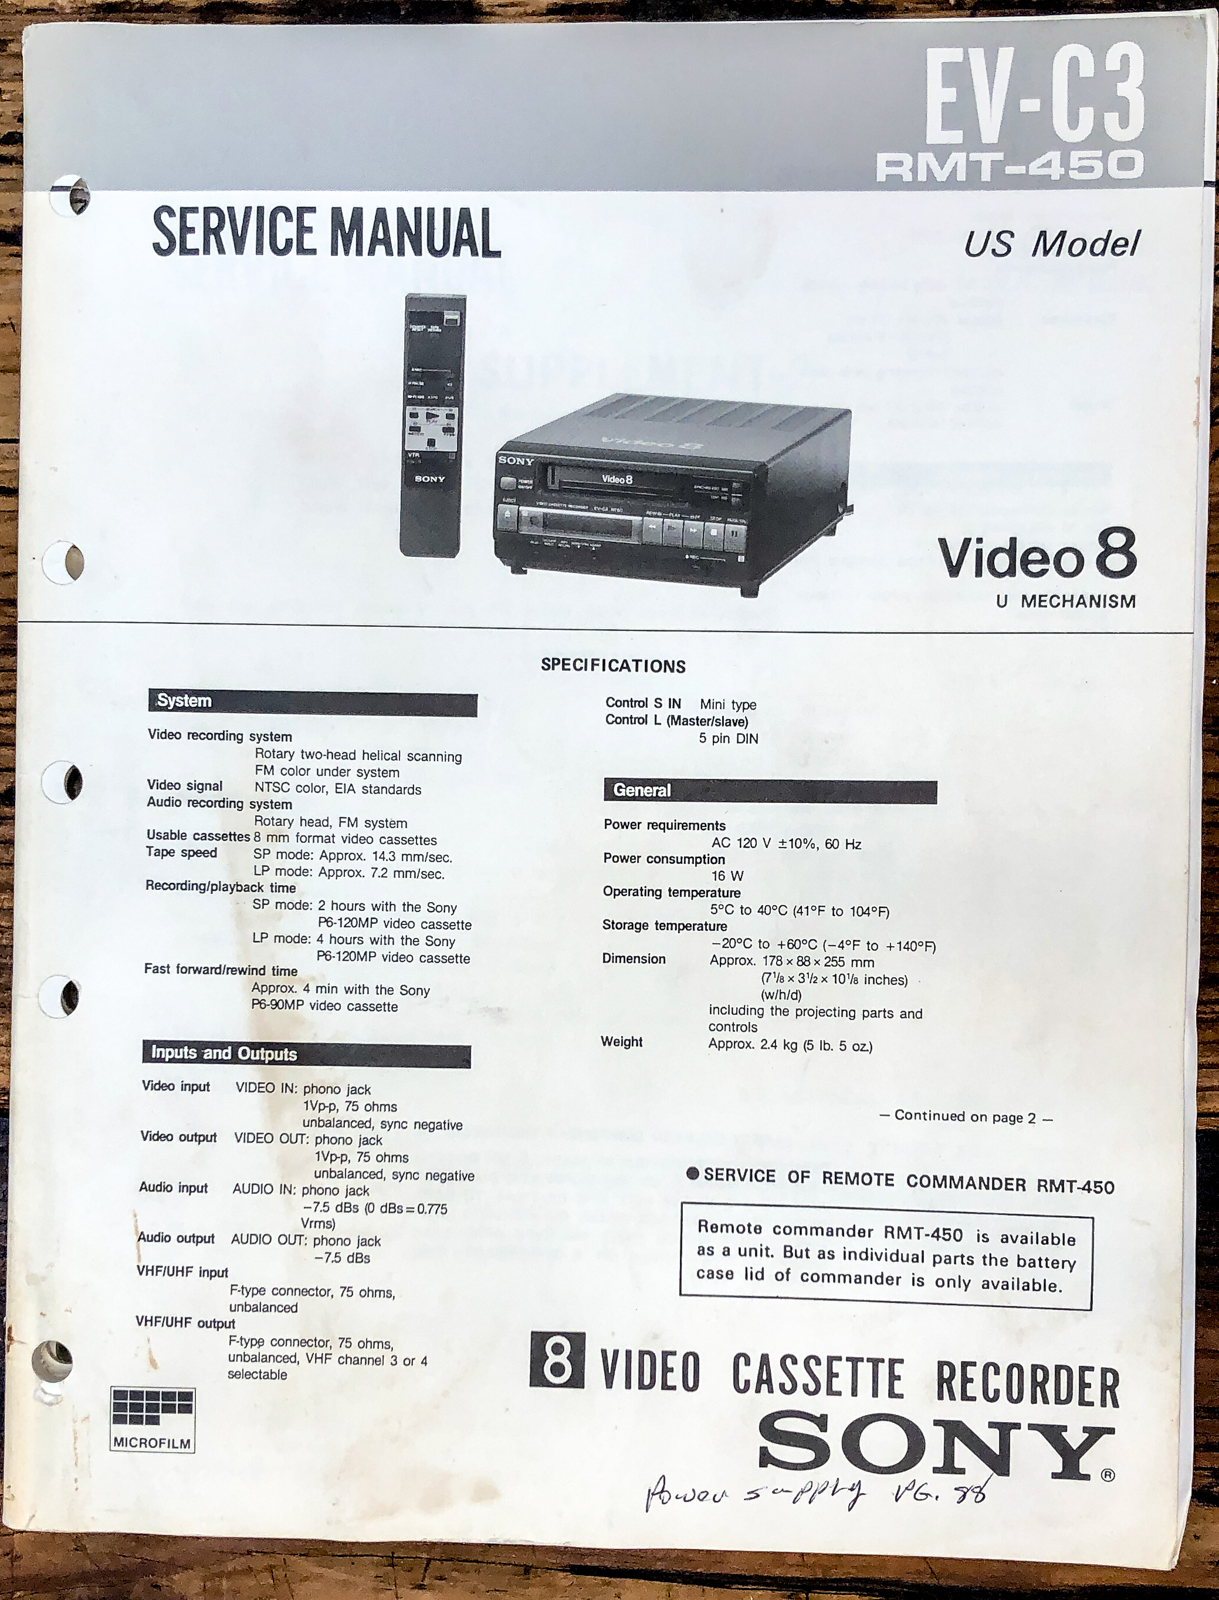 EV-C3
RMT-450
SERVICE MANUAL
US Model
SONY
SONY
Video 8
Video 8
Video 8
U MECHANISM
SPECIFICATIONS
System
Video recording system
Rotary two-head helical scanning
FM color under system
Video signal NTSC color, EIA standards
Audio recording system
Rotary head, FM system
Usable cassettes 8 mm format video cassettes
Tape speed SP mode: Approx. 14.3 mm/sec.
LP mode: Approx. 7.2 mm/sec.
Recording/playback time
SP mode: 2 hours with the Sony
P6-120MP video cassette
LP mode: 4 hours with the Sony
P6-120MP video cassette
Fast forward/rewind time
Approx. 4 min with the Sony
P6-90MP video cassette
Inputs and Outputs
Video input VIDEO IN: phono jack
1Vp-p, 75 ohms
unbalanced, sync negative
Video output VIDEO OUT: phono jack
1Vp-p, 75 ohms
unbalanced, sync negative
Audio input AUDIO IN: phono jack
−7.5 dBs (0 dBs=0.775
Vrms)
Audio output AUDIO OUT: phono jack
−7.5 dBs
VHF/UHF input
F-type connector, 75 ohms,
unbalanced
VHF/UHF output
F-type connector, 75 ohms,
unbalanced, VHF channel 3 or 4
selectable
MICROFILM
Control S IN Mini type
Control L (Master/slave)
5 pin DIN
General
Power requirements
AC 120 V ±10%, 60 Hz
Power consumption
16 W
Operating temperature
5°C to 40°C (41°F to 104°F)
Storage temperature
−20°C to +60°C (−4°F to +140°F)
Dimension Approx. 178 × 88 × 255 mm
(7 1/8 × 3 1/2 × 10 1/8 inches)
(w/h/d)
including the projecting parts and
controls
Weight Approx. 2.4 kg (5 lb. 5 oz.)
— Continued on page 2 —
● SERVICE OF REMOTE COMMANDER RMT-450
Remote commander RMT-450 is available
as a unit. But as individual parts the battery
case lid of commander is only available.
8 VIDEO CASSETTE RECORDER
SONY®
Power supply PG. 88